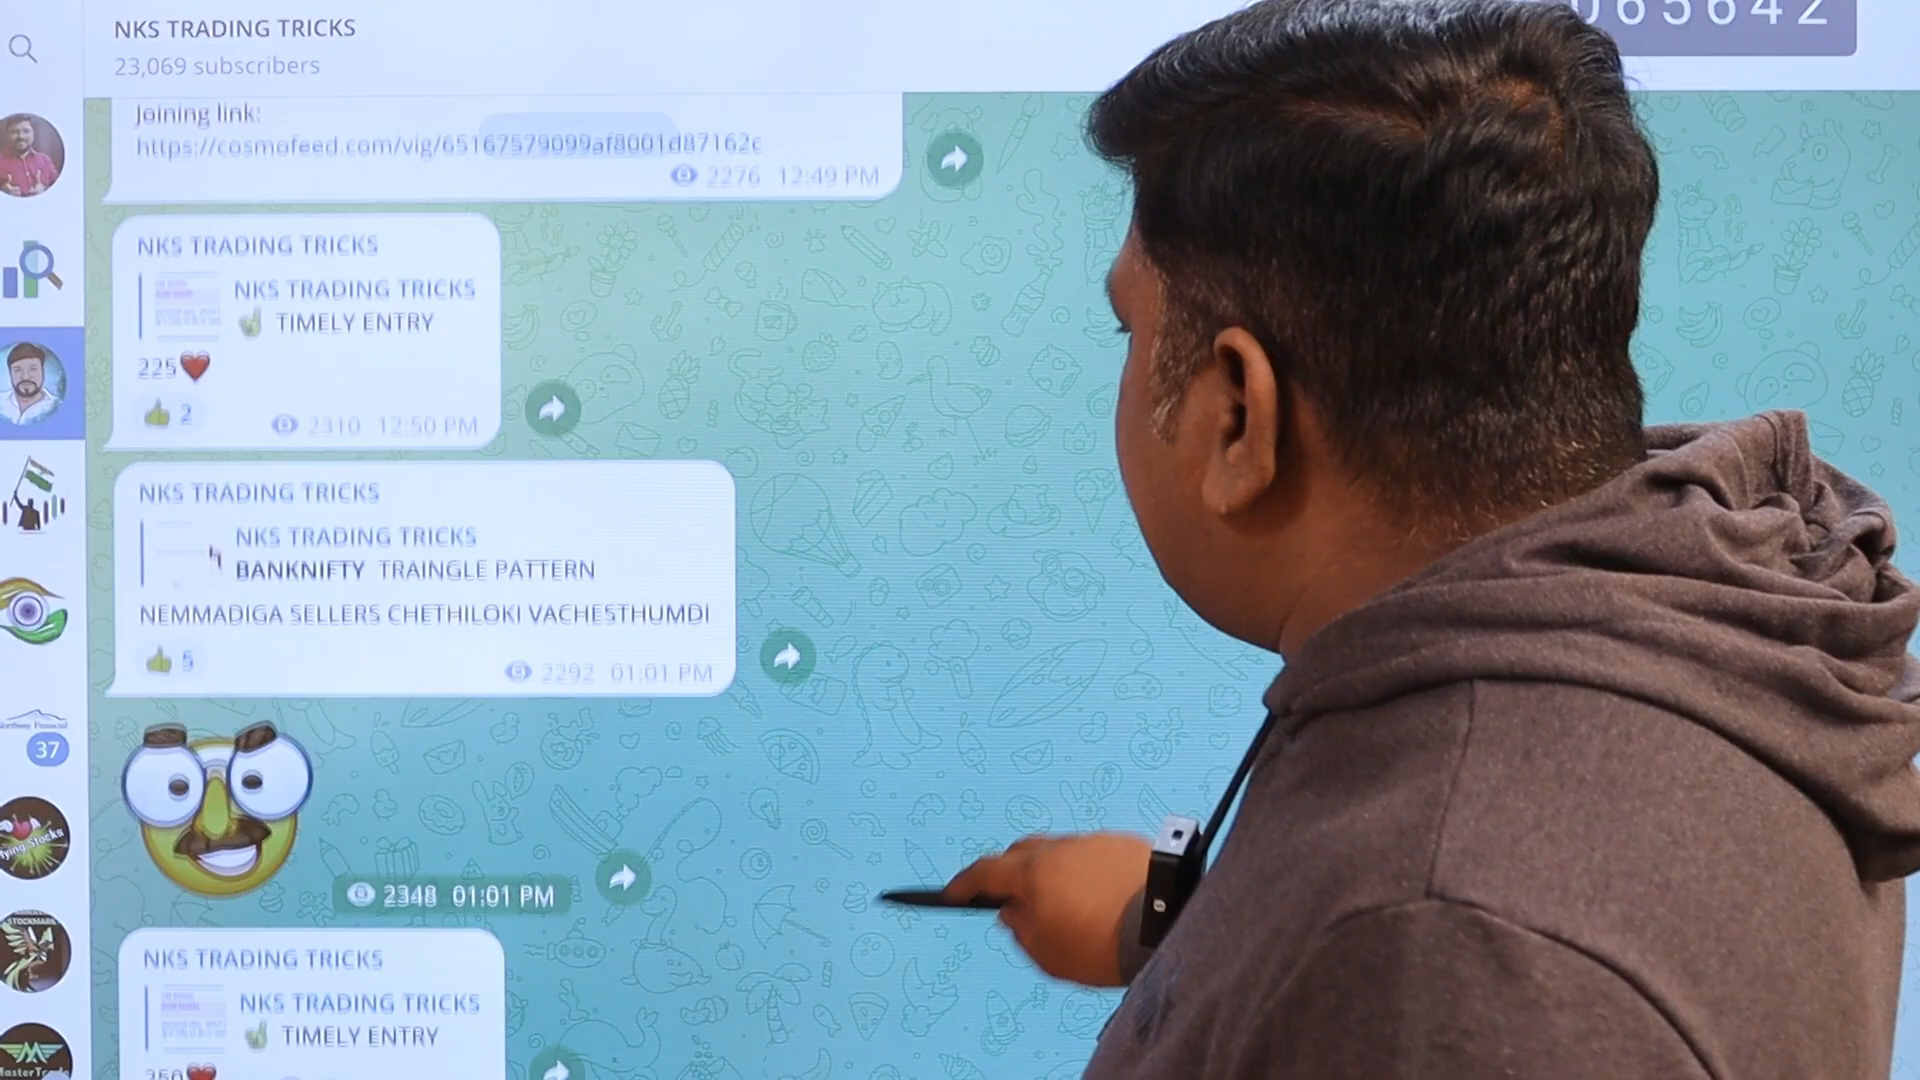 NKS TRADING TRICKS
23,069 subscribers
065642
Joining link:
https://cosmofeed.com/vig/65167579099af8001d87162c
2276 12:49 PM
NKS TRADING TRICKS
NKS TRADING TRICKS
TIMELY ENTRY
225
2
2310 12:50 PM
NKS TRADING TRICKS
NKS TRADING TRICKS
BANKNIFTY TRAINGLE PATTERN
NEMMADIGA SELLERS CHETHILOKI VACHESTHUMDI
5
2292 01:01 PM
37
2348 01:01 PM
NKS TRADING TRICKS
NKS TRADING TRICKS
TIMELY ENTRY
250